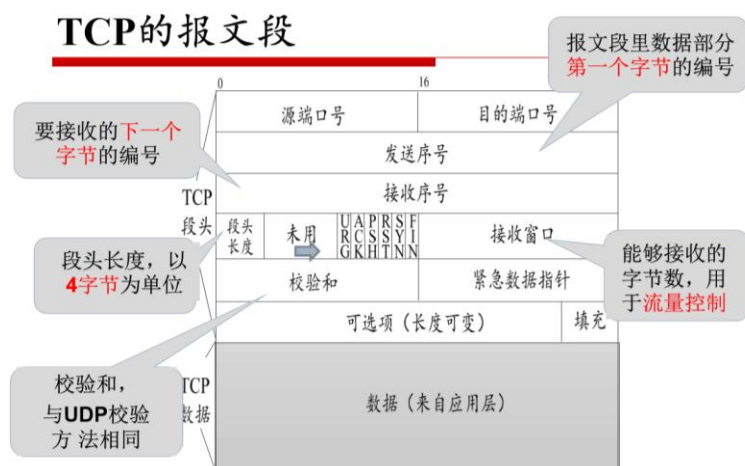 TCP的报文段
报文段里数据部分
第一个字节的编号
0
16
源端口号
目的端口号
要接收的下一个
字节的编号
发送序号
TCP
段头
接收序号
段头
长度
未用
URG
ACK
PSH
RST
SYN
FIN
接收窗口
段头长度，以
4字节为单位
能够接收的
字节数，用
于流量控制
校验和
紧急数据指针
可选项（长度可变）
填充
校验和，
与UDP校验
方 法相同
TCP
数据
数据（来自应用层）